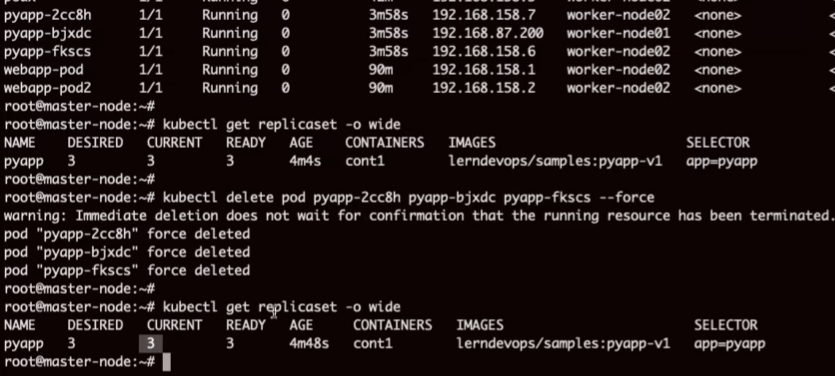 pyapp-2cc8h 1/1 Running 0 3m58s 192.168.158.7 worker-node02 <none>
pyapp-bjxdc 1/1 Running 0 3m58s 192.168.87.200 worker-node01 <none>
pyapp-fkscs 1/1 Running 0 3m58s 192.168.158.6 worker-node02 <none>
webapp-pod 1/1 Running 0 90m 192.168.158.1 worker-node02 <none>
webapp-pod2 1/1 Running 0 90m 192.168.158.2 worker-node02 <none>
root@master-node:~#
root@master-node:~# kubectl get replicaset -o wide
NAME DESIRED CURRENT READY AGE CONTAINERS IMAGES SELECTOR
pyapp 3 3 3 4m4s cont1 lerndevops/samples:pyapp-v1 app=pyapp
root@master-node:~#
root@master-node:~# kubectl delete pod pyapp-2cc8h pyapp-bjxdc pyapp-fkscs --force
warning: Immediate deletion does not wait for confirmation that the running resource has been terminated.
pod "pyapp-2cc8h" force deleted
pod "pyapp-bjxdc" force deleted
pod "pyapp-fkscs" force deleted
root@master-node:~#
root@master-node:~# kubectl get replicaset -o wide
NAME DESIRED CURRENT READY AGE CONTAINERS IMAGES SELECTOR
pyapp 3 3 3 4m48s cont1 lerndevops/samples:pyapp-v1 app=pyapp
root@master-node:~#